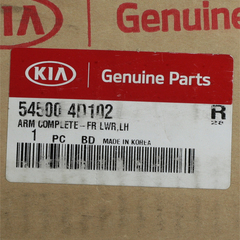 KIA Genuine
KIA Genuine Parts
54500 4D102 R
ARM COMPLETE-FR LWR,LH
1 PC BD MADE IN KOREA